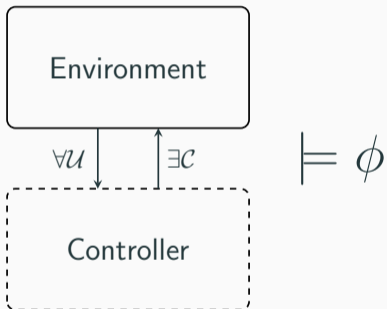 Environment
∀𝒰 ∃𝒞
⊨ ϕ
Controller